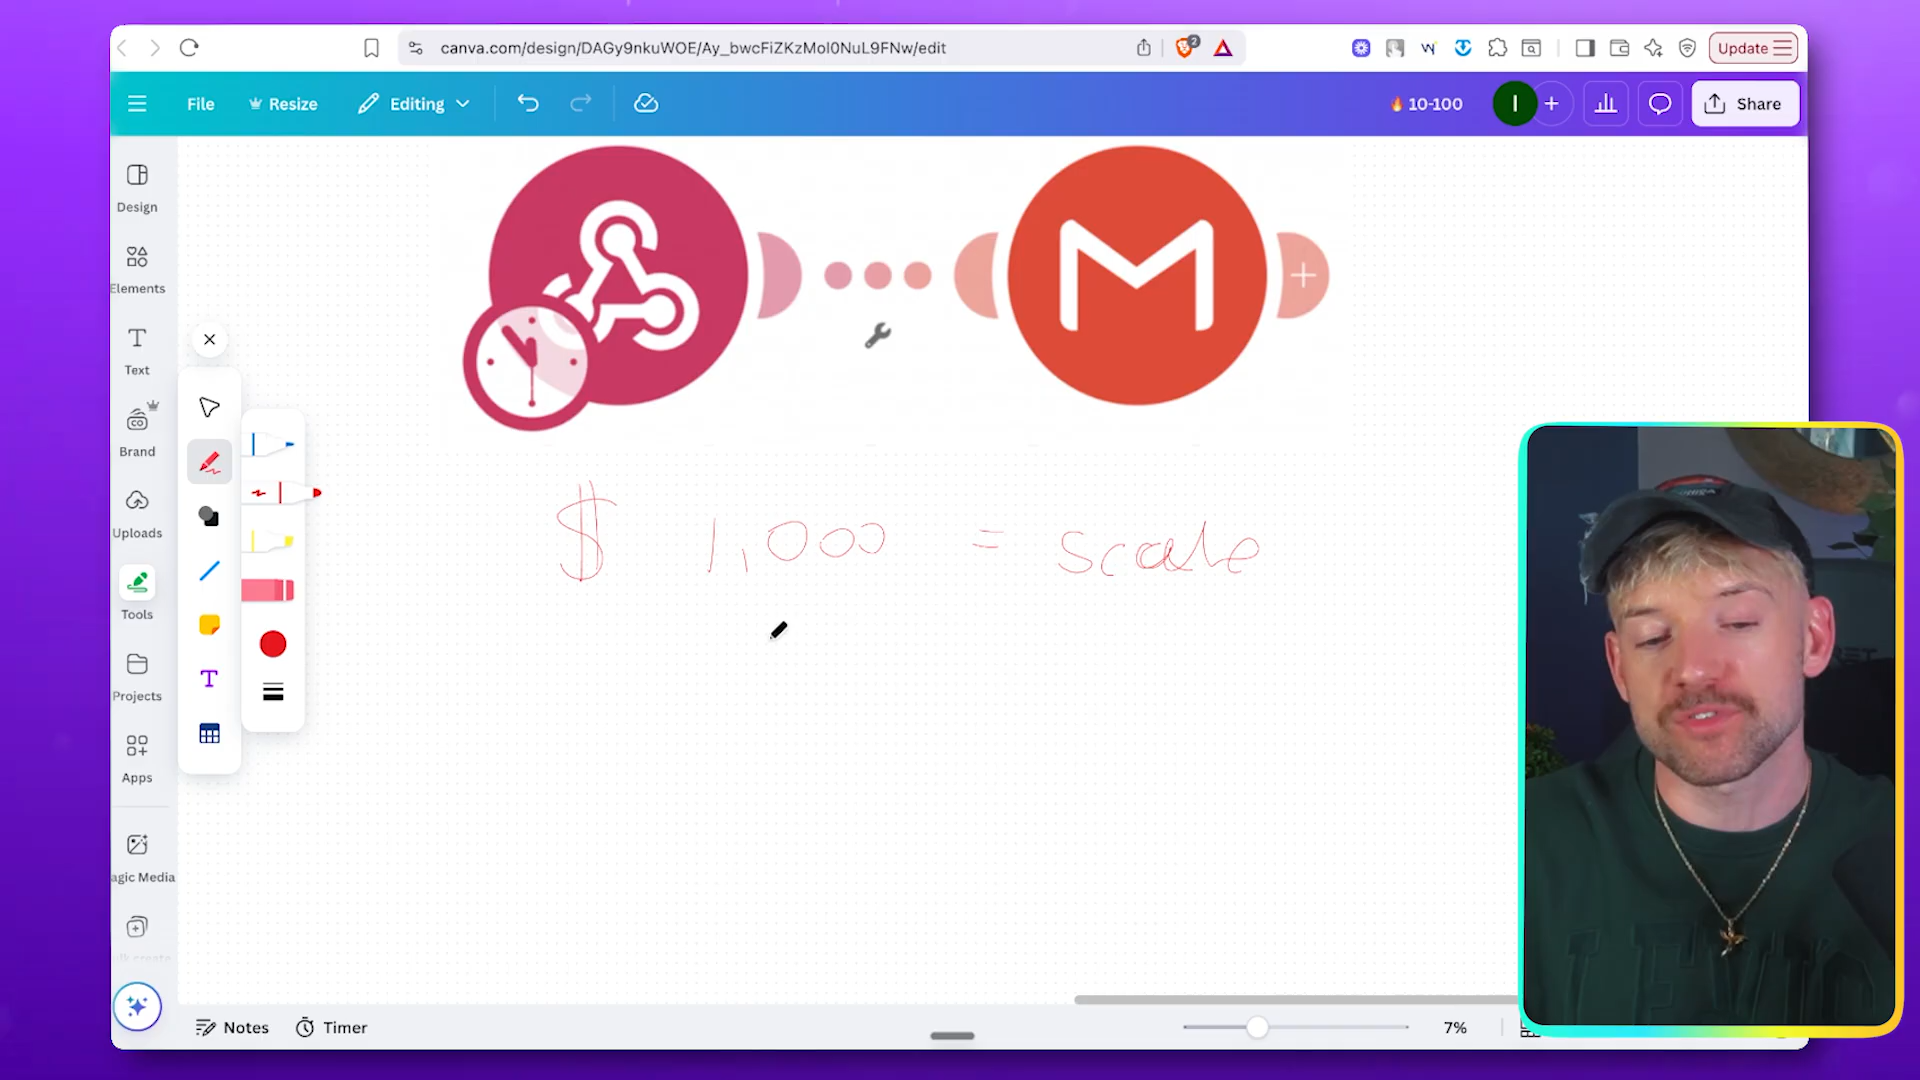 canva.com/design/DAGy9nkuWOE/Ay_bwcFiZKzMol0NuL9FNw/edit
2
Update
File
Resize
Editing
10-100
I
Share
Design
Elements
Text
Brand
Uploads
Tools
Projects
Apps
agic Media
$ 1,000 = scale
Notes
Timer
7%